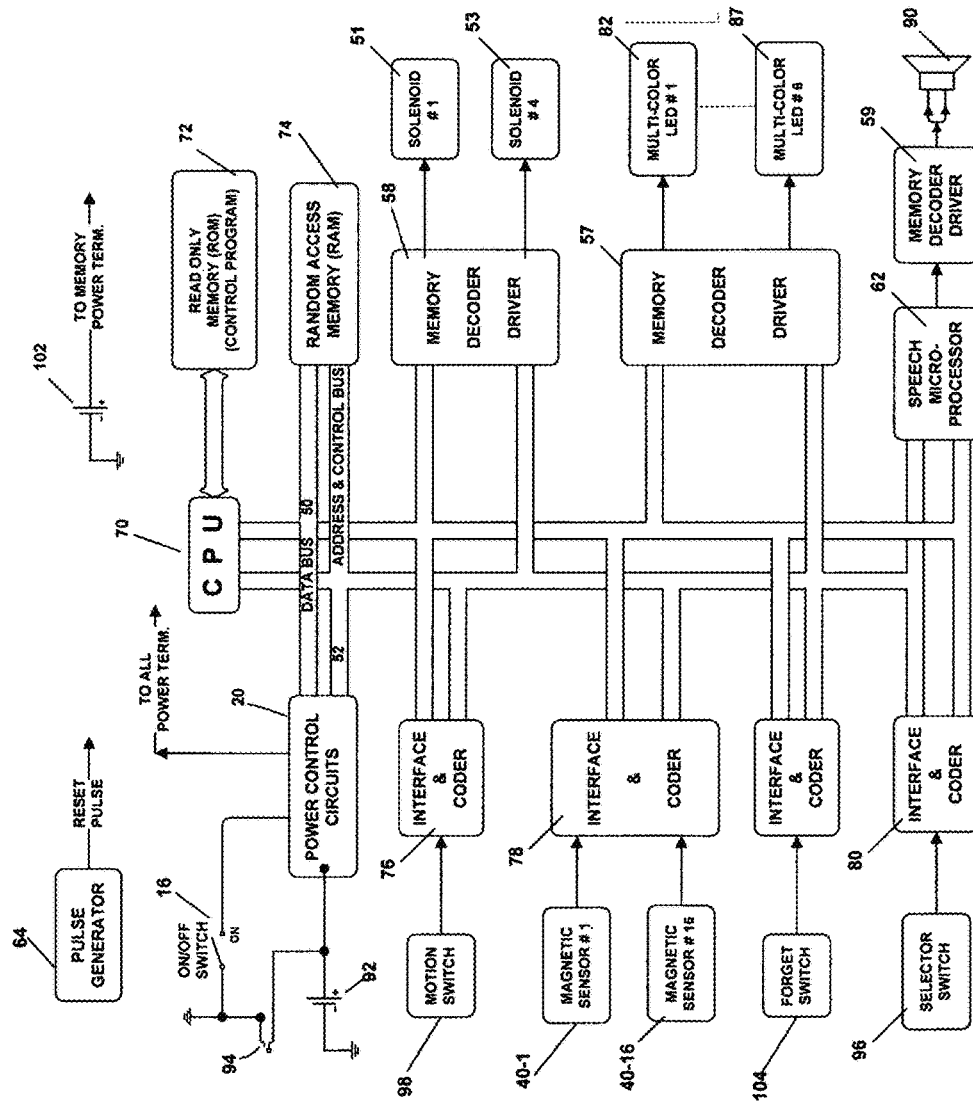 64
PULSE
GENERATOR
RESET
PULSE
102
TO MEMORY
POWER TERM.
16
ON/OFF
SWITCH
ON
94
92
20
POWER CONTROL
CIRCUITS
TO ALL
POWER TERM.
70
C P U
72
READ ONLY
MEMORY (ROM)
(CONTROL PROGRAM)
DATA BUS 50
52
ADDRESS & CONTROL BUS
74
RANDOM ACCESS
MEMORY (RAM)
98
MOTION
SWITCH
76
INTERFACE
&
CODER
58
MEMORY
DECODER
DRIVER
51
SOLENOID
# 1
53
SOLENOID
# 4
40-1
MAGNETIC
SENSOR # 1
40-16
MAGNETIC
SENSOR # 16
78
INTERFACE
&
CODER
57
MEMORY
DECODER
DRIVER
82
MULTI-COLOR
LED # 1
87
MULTI-COLOR
LED # 6
104
FORGET
SWITCH
INTERFACE
&
CODER
96
SELECTOR
SWITCH
80
INTERFACE
&
CODER
62
SPEECH
MICRO-
PROCESSOR
59
MEMORY
DECODER
DRIVER
90